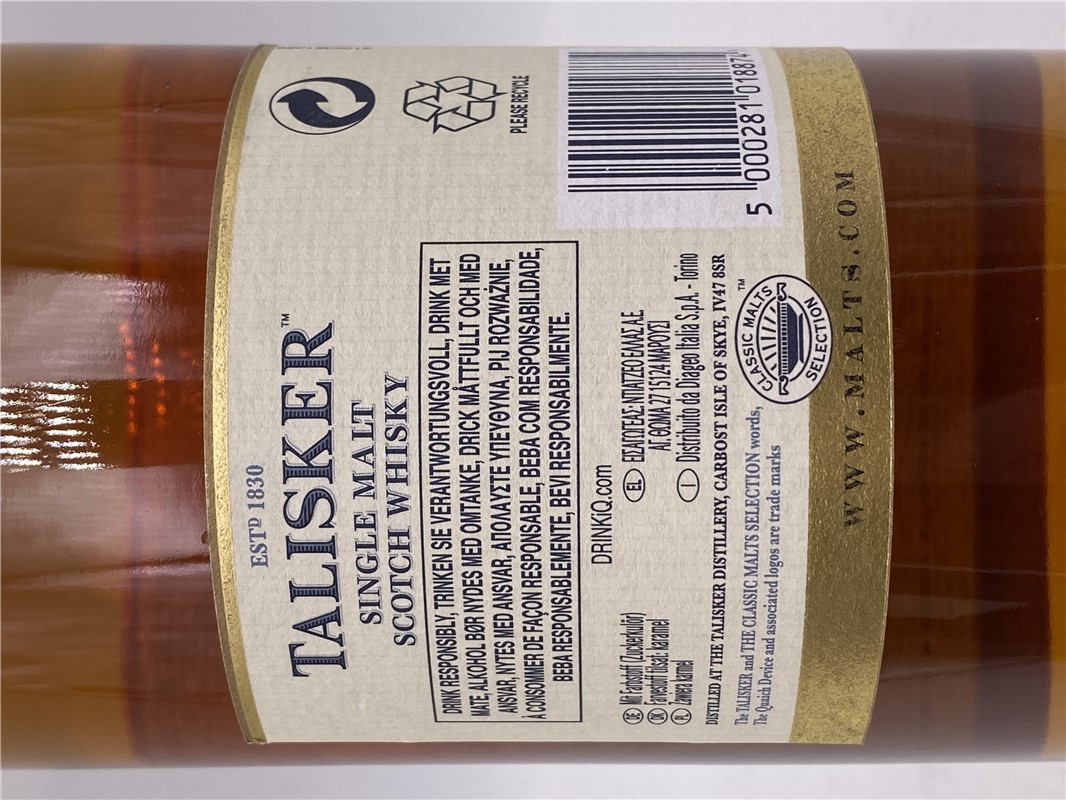 ESTD 1830
TALISKER™
SINGLE MALT
SCOTCH WHISKY
DRINK RESPONSIBLY, TRINKEN SIE VERANTWORTUNGSVOLL, DRINK MET
MATE, ALKOHOL BØR NYDES MED OMTANKE, DRICK MÅTTFULLT OCH MED
ANSVAR, NYTES MED ANSVAR, ΑΠΟΛΑΥΣΤΕ ΥΠΕΥΘΥΝΑ, PIJ ROZWAŻNIE,
À CONSOMMER DE FAÇON RESPONSABLE, BEBA COM RESPONSABILIDADE,
BEBA RESPONSABLEMENTE, BEVI RESPONSABILMENTE.
DRINKiQ.com
DE Mit Farbstoff (Zuckerkulör)
DK Farvestof tilsat: karamel
PL Zawiera karmel
EL ΕΙΣΑΓΩΓΕΑΣ: ΝΤΙΑΤΖΕΟ ΕΛΛΑΣ Α.Ε
ΑΓ. ΘΩΜΑ 27 15124 ΜΑΡΟΥΣΙ
I Distribuito da Diageo Italia S.p.A. - Torino
DISTILLED AT THE TALISKER DISTILLERY, CARBOST ISLE OF SKYE, IV47 8SR
The TALISKER and THE CLASSIC MALTS SELECTION words,
The Quaich Device and associated logos are trade marks
CLASSIC MALTS
SELECTION
™
PLEASE RECYCLE
5 000281 018874
WWW.MALTS.COM